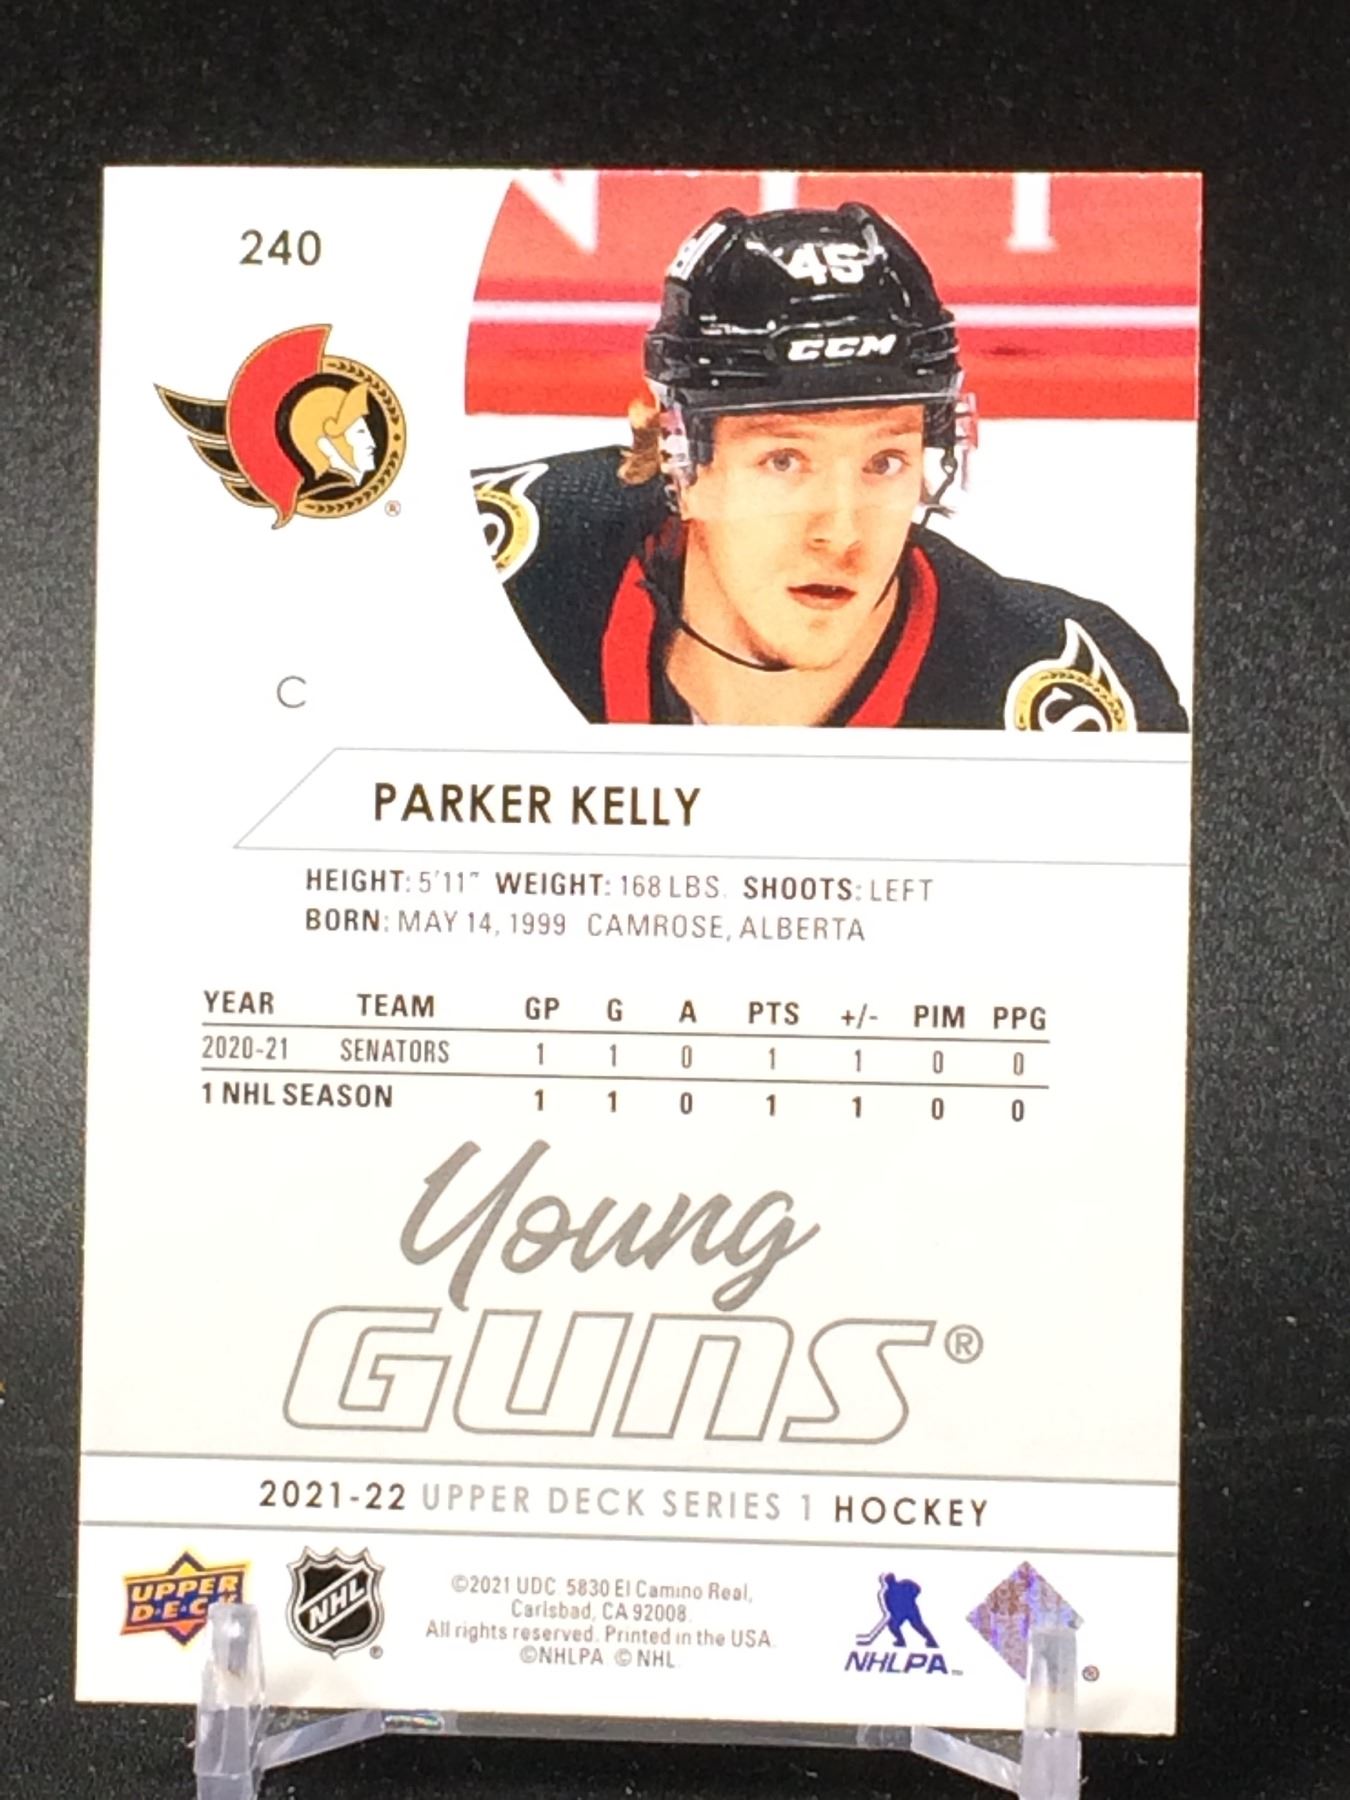 240
45
CCM
C
PARKER KELLY
HEIGHT: 5'11" WEIGHT: 168 LBS. SHOOTS: LEFT
BORN: MAY 14, 1999 CAMROSE, ALBERTA
YEAR TEAM GP G A PTS +/- PIM PPG
2020-21 SENATORS 1 1 0 1 1 0 0
1 NHL SEASON 1 1 0 1 1 0 0
Young
GUNS®
2021-22 UPPER DECK SERIES 1 HOCKEY
UPPER
DECK
NHL
©2021 UDC 5830 El Camino Real,
Carlsbad, CA 92008.
All rights reserved. Printed in the USA.
©NHLPA © NHL.
NHLPA™
®